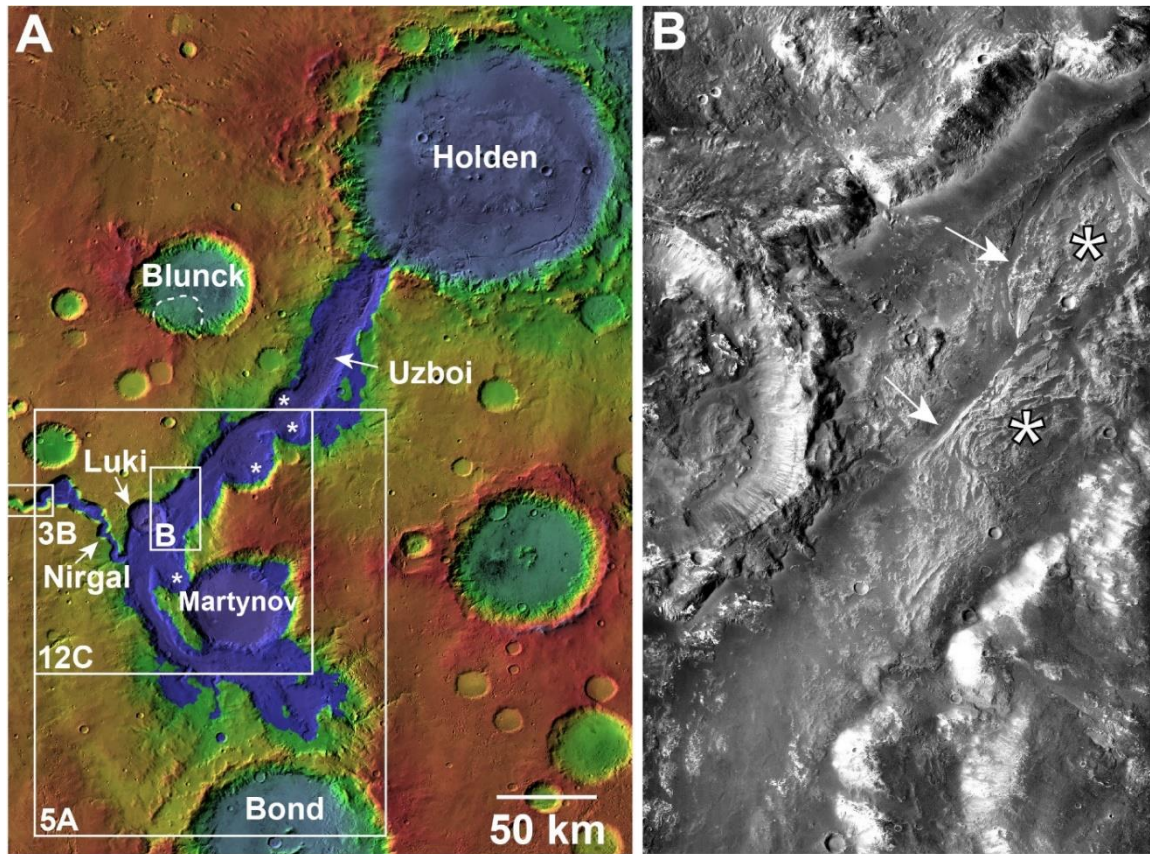 A
Holden
Blunck
Uzboi
*
*
*
Luki
B
3B
Nirgal
*
Martynov
12C
Bond
5A
50 km
B
*
*